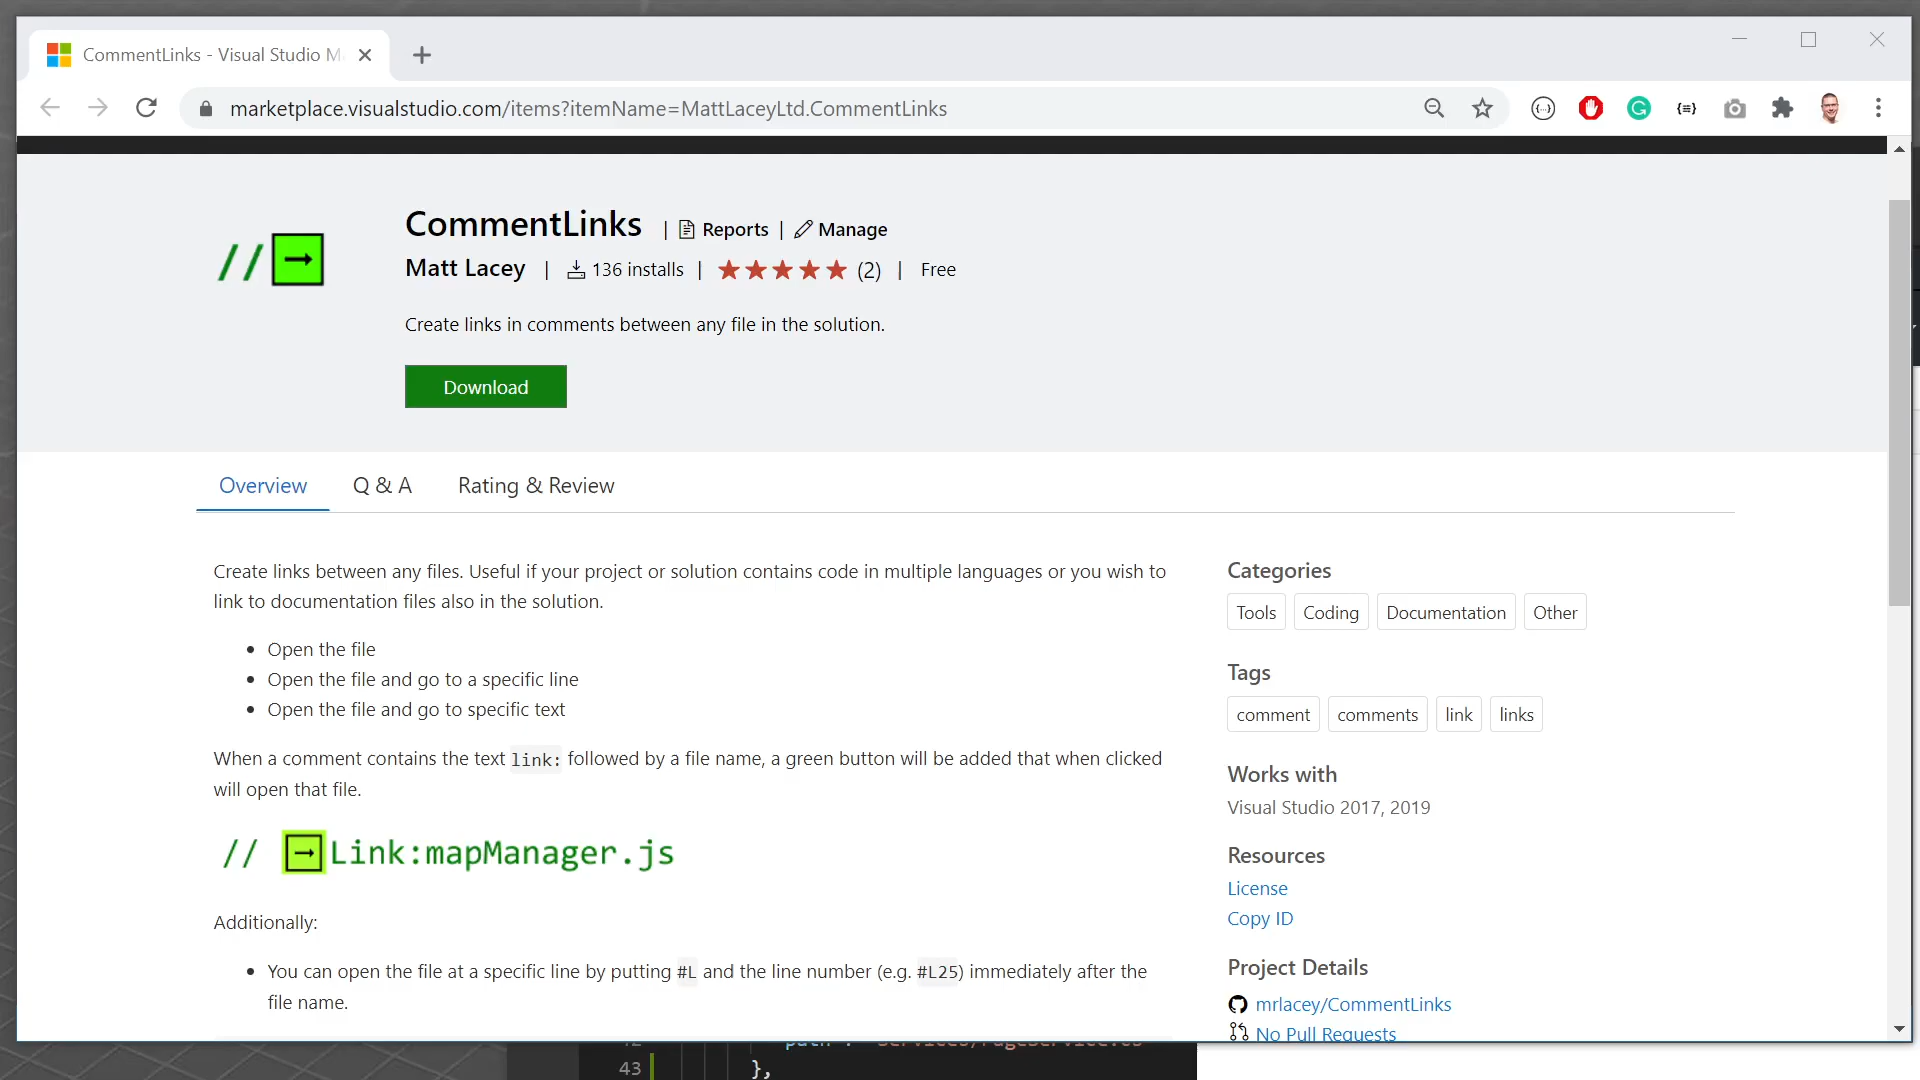 CommentLinks - Visual Studio M
marketplace.visualstudio.com/items?itemName=MattLaceyLtd.CommentLinks
CommentLinks | Reports | Manage
Matt Lacey | 136 installs | (2) | Free
Create links in comments between any file in the solution.
Download
Overview Q & A Rating & Review
Create links between any files. Useful if your project or solution contains code in multiple languages or you wish to
link to documentation files also in the solution.
• Open the file
• Open the file and go to a specific line
• Open the file and go to specific text
When a comment contains the text link: followed by a file name, a green button will be added that when clicked
will open that file.
// Link:mapManager.js
Additionally:
• You can open the file at a specific line by putting #L and the line number (e.g. #L25) immediately after the
file name.
Categories
Tools Coding Documentation Other
Tags
comment comments link links
Works with
Visual Studio 2017, 2019
Resources
License
Copy ID
Project Details
mrlacey/CommentLinks
No Pull Requests
43 },